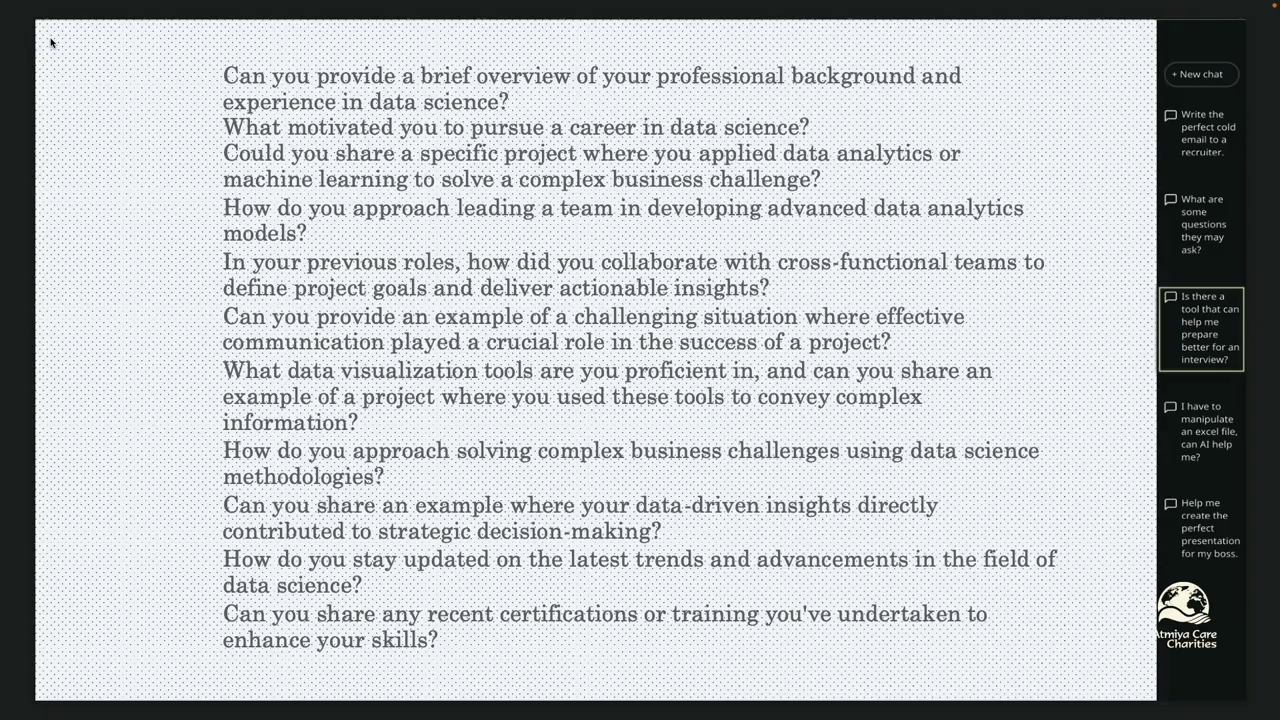 Can you provide a brief overview of your professional background and
experience in data science?
What motivated you to pursue a career in data science?
Could you share a specific project where you applied data analytics or
machine learning to solve a complex business challenge?
How do you approach leading a team in developing advanced data analytics
models?
In your previous roles, how did you collaborate with cross-functional teams to
define project goals and deliver actionable insights?
Can you provide an example of a challenging situation where effective
communication played a crucial role in the success of a project?
What data visualization tools are you proficient in, and can you share an
example of a project where you used these tools to convey complex
information?
How do you approach solving complex business challenges using data science
methodologies?
Can you share an example where your data-driven insights directly
contributed to strategic decision-making?
How do you stay updated on the latest trends and advancements in the field of
data science?
Can you share any recent certifications or training you've undertaken to
enhance your skills?
+ New chat
Write the
perfect cold
email to a
recruiter.
What are
some
questions
they may
ask?
Is there a
tool that can
help me
prepare
better for an
interview?
I have to
manipulate
an excel file,
can AI help
me?
Help me
create the
perfect
presentation
for my boss.
Atmiya Care
Charities